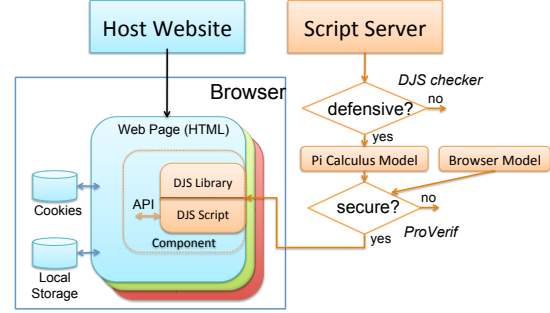 Host Website
Script Server
Browser
DJS checker
defensive?
no
yes
Web Page (HTML)
Pi Calculus Model
Browser Model
DJS Library
API
DJS Script
Component
Cookies
secure?
no
yes
ProVerif
Local
Storage